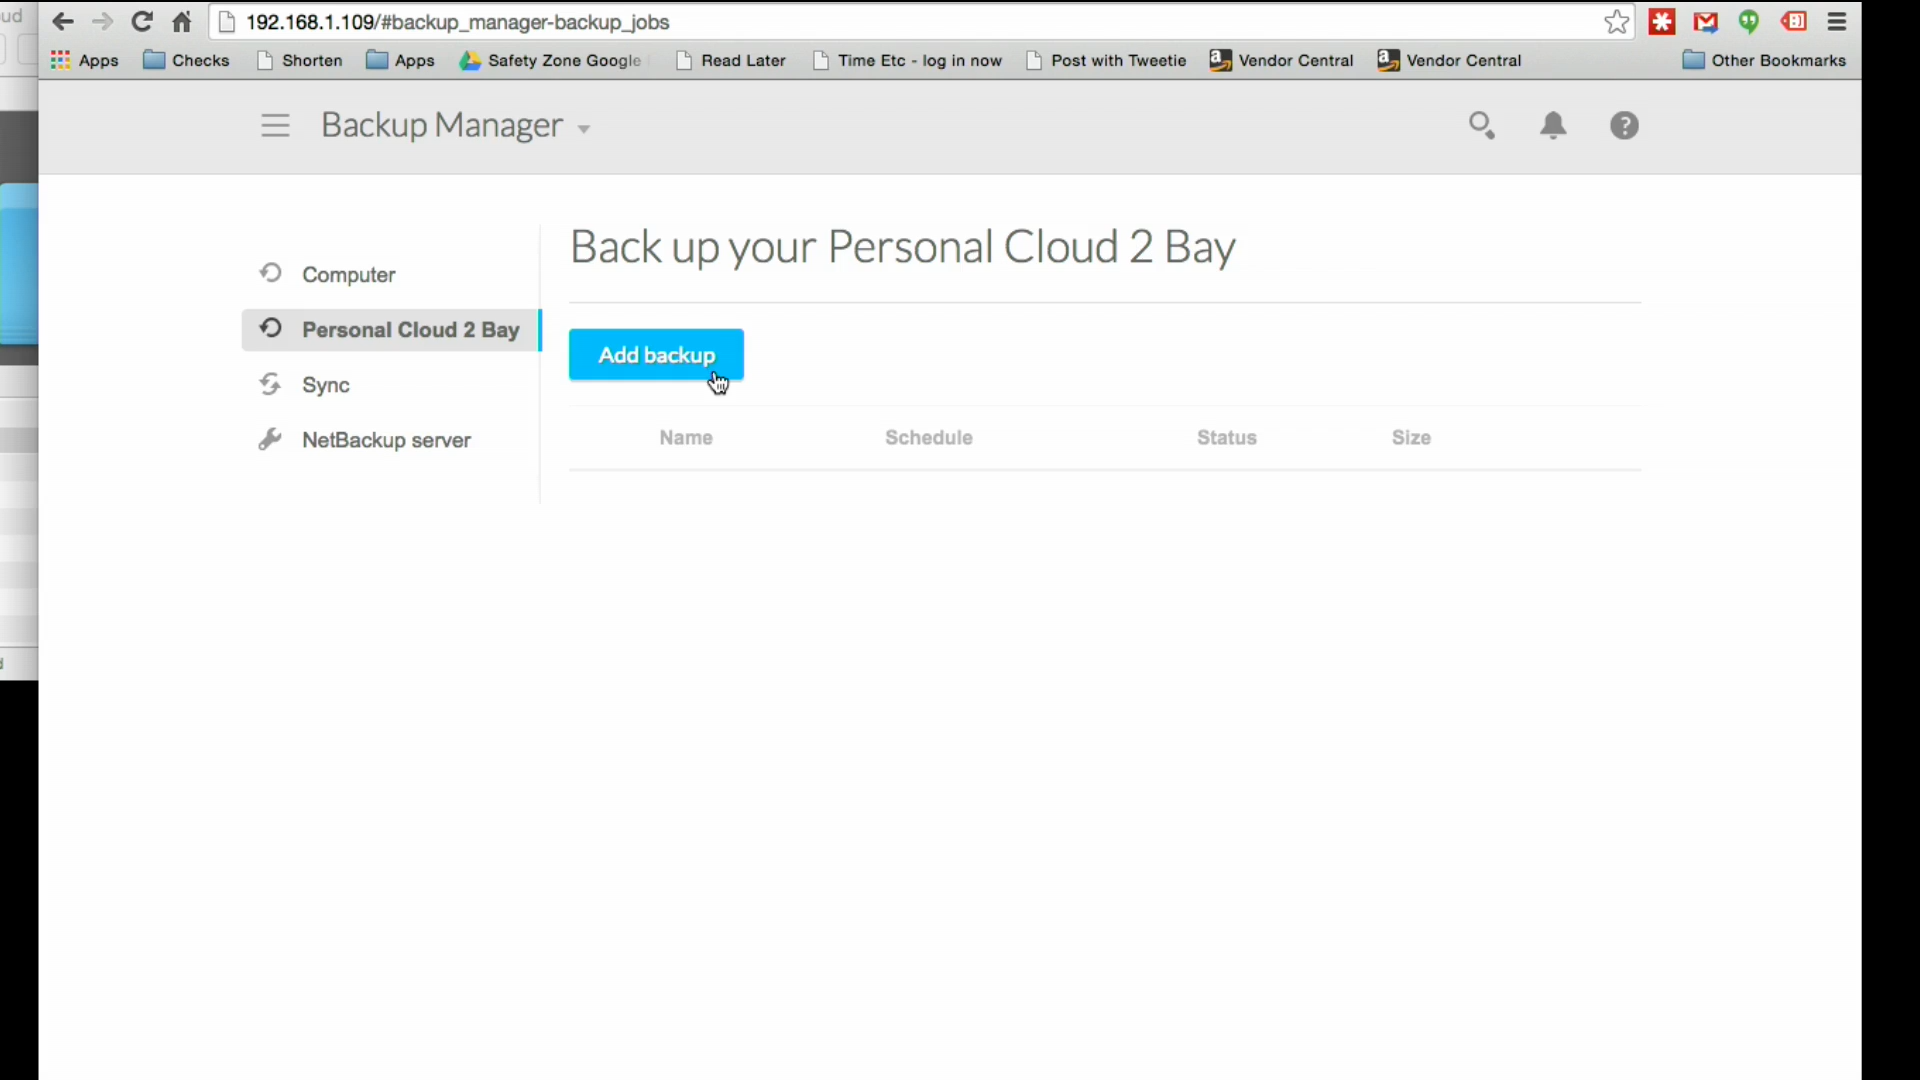 192.168.1.109/#backup_manager-backup_jobs
Apps Checks Shorten Apps Safety Zone Google Read Later Time Etc - log in now Post with Tweetie Vendor Central Vendor Central Other Bookmarks
Backup Manager
Back up your Personal Cloud 2 Bay
Computer
Personal Cloud 2 Bay
Sync
NetBackup server
Add backup
Name Schedule Status Size